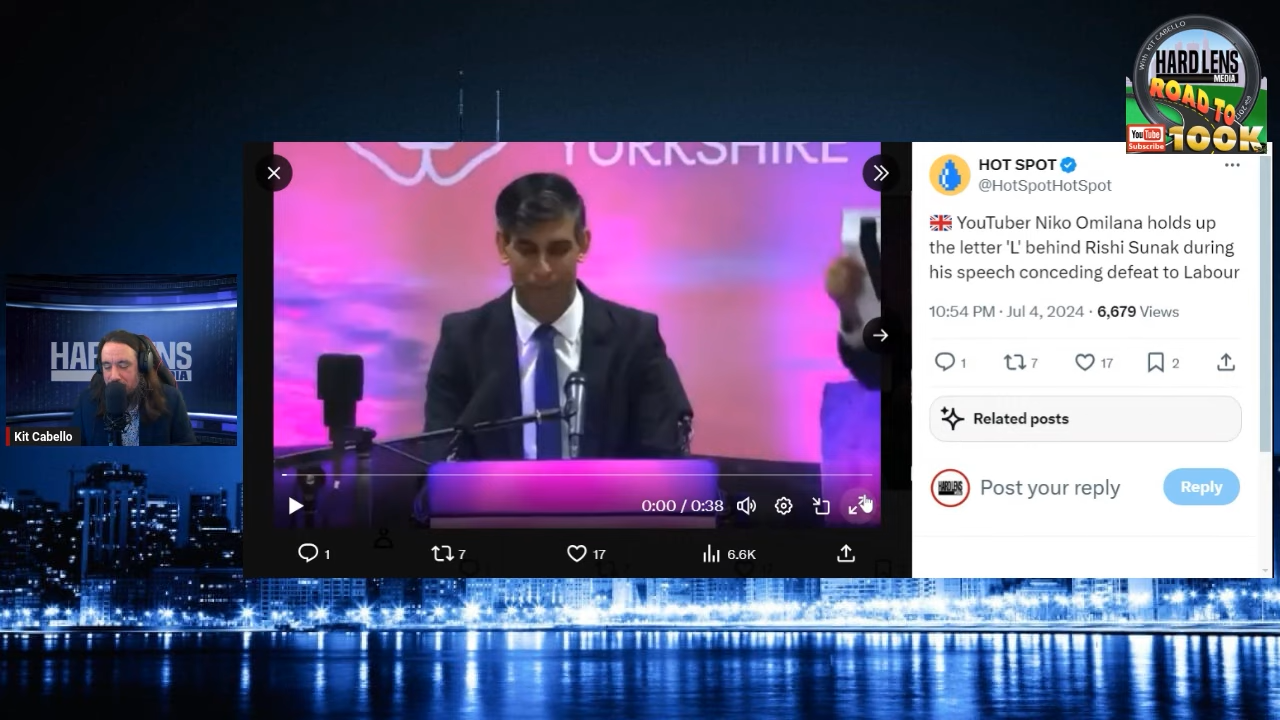 With KIT CABELLO
HARD LENS
MEDIA
ROAD TO
100K
YouTube
Subscribe
YORKSHIRE
HOT SPOT
@HotSpotHotSpot
🇬🇧 YouTuber Niko Omilana holds up
the letter 'L' behind Rishi Sunak during
his speech conceding defeat to Labour
10:54 PM · Jul 4, 2024 · 6,679 Views
1 7 17 2
Related posts
HARD LENS
Post your reply
Reply
0:00 / 0:38
1 7 17 6.6K
Kit Cabello